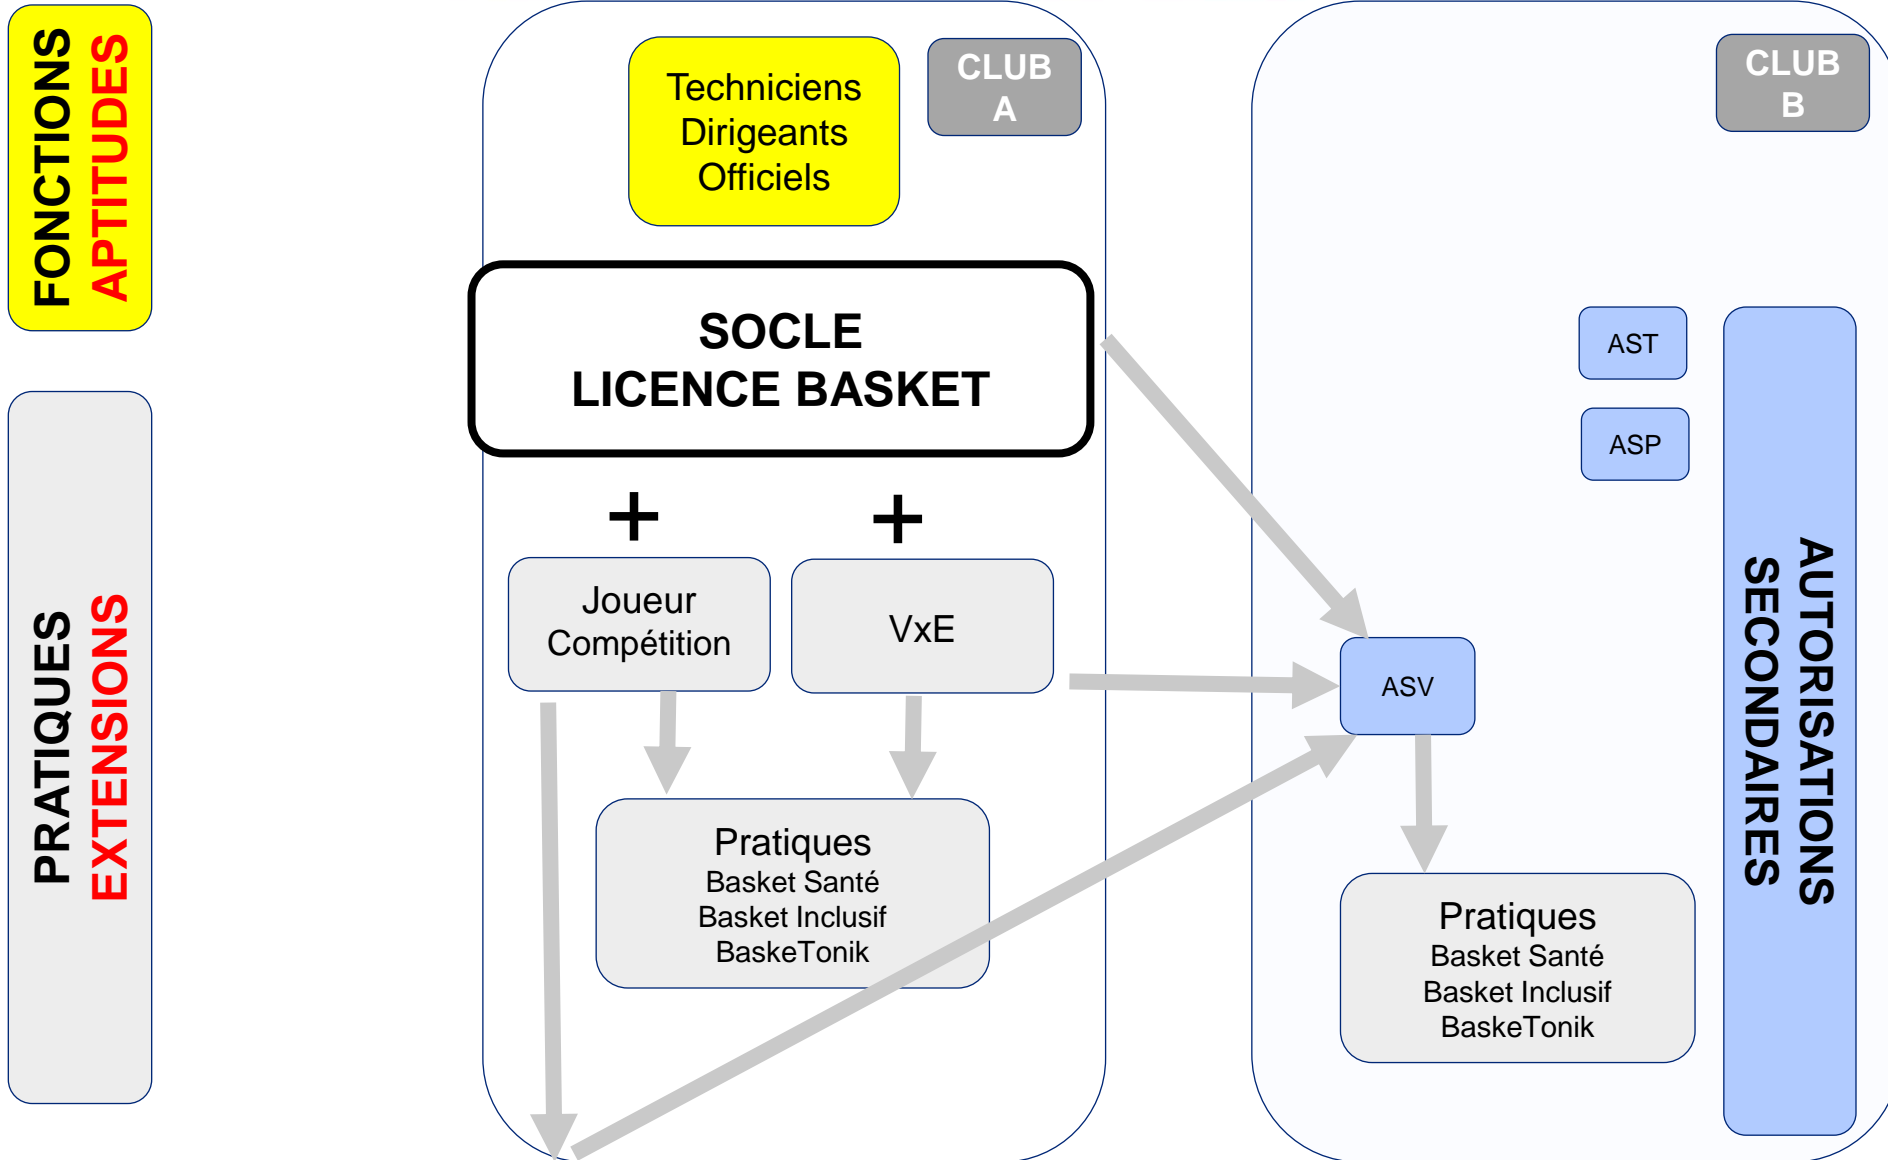 FONCTIONS
APTITUDES
PRATIQUES
EXTENSIONS
Techniciens
Dirigeants
Officiels
CLUB
A
SOCLE
LICENCE BASKET
+
+
Joueur
Compétition
VxE
Pratiques
Basket Santé
Basket Inclusif
BaskeTonik
CLUB
B
AST
ASP
ASV
Pratiques
Basket Santé
Basket Inclusif
BaskeTonik
AUTORISATIONS
SECONDAIRES